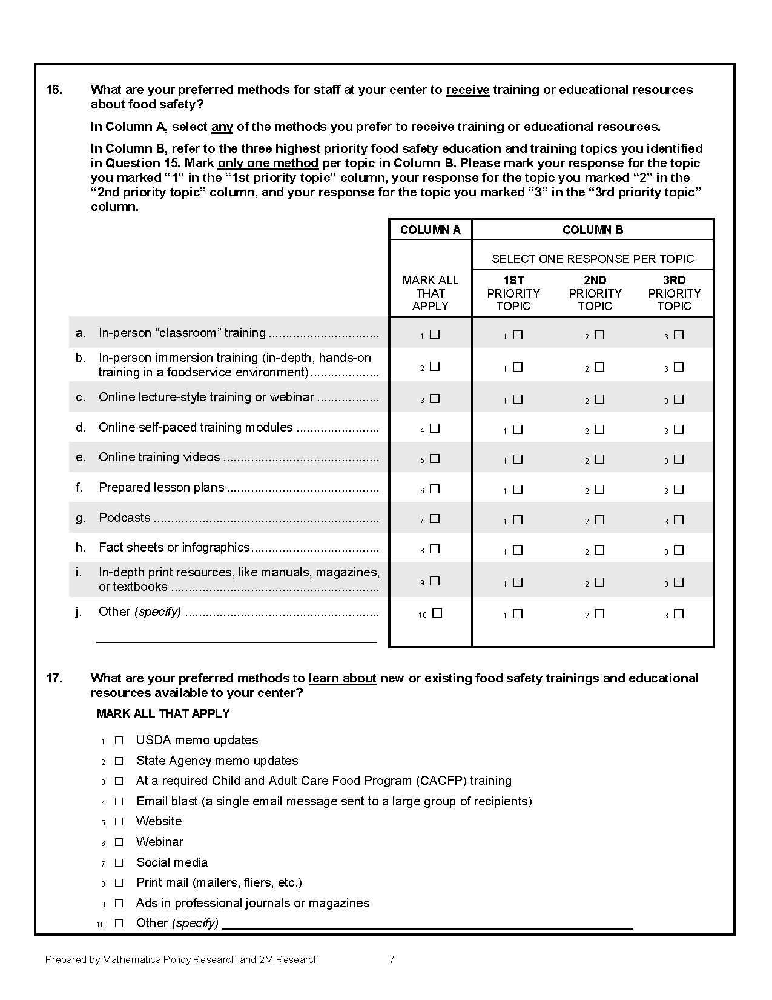 16. What are your preferred methods for staff at your center to receive training or educational resources
about food safety?
In Column A, select any of the methods you prefer to receive training or educational resources.
In Column B, refer to the three highest priority food safety education and training topics you identified
in Question 15. Mark only one method per topic in Column B. Please mark your response for the topic
you marked “1” in the “1st priority topic” column, your response for the topic you marked “2” in the
“2nd priority topic” column, and your response for the topic you marked “3” in the “3rd priority topic”
column.
COLUMN A COLUMN B
SELECT ONE RESPONSE PER TOPIC
MARK ALL 1ST 2ND 3RD
THAT PRIORITY PRIORITY PRIORITY
APPLY TOPIC TOPIC TOPIC
a. In-person “classroom” training ................................ 1 □ 1 □ 2 □ 3 □
b. In-person immersion training (in-depth, hands-on
training in a foodservice environment) .................... 2 □ 1 □ 2 □ 3 □
c. Online lecture-style training or webinar .................. 3 □ 1 □ 2 □ 3 □
d. Online self-paced training modules ........................ 4 □ 1 □ 2 □ 3 □
e. Online training videos ............................................. 5 □ 1 □ 2 □ 3 □
f. Prepared lesson plans ............................................ 6 □ 1 □ 2 □ 3 □
g. Podcasts ................................................................. 7 □ 1 □ 2 □ 3 □
h. Fact sheets or infographics ..................................... 8 □ 1 □ 2 □ 3 □
i. In-depth print resources, like manuals, magazines,
or textbooks ............................................................ 9 □ 1 □ 2 □ 3 □
j. Other (specify) ........................................................ 10 □ 1 □ 2 □ 3 □
17. What are your preferred methods to learn about new or existing food safety trainings and educational
resources available to your center?
MARK ALL THAT APPLY
1 □ USDA memo updates
2 □ State Agency memo updates
3 □ At a required Child and Adult Care Food Program (CACFP) training
4 □ Email blast (a single email message sent to a large group of recipients)
5 □ Website
6 □ Webinar
7 □ Social media
8 □ Print mail (mailers, fliers, etc.)
9 □ Ads in professional journals or magazines
10 □ Other (specify)
Prepared by Mathematica Policy Research and 2M Research 7